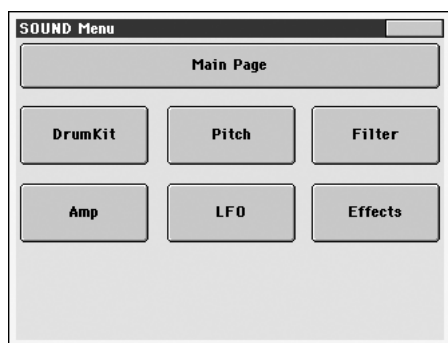 SOUND Menu
Main Page
DrumKit Pitch Filter
Amp LFO Effects